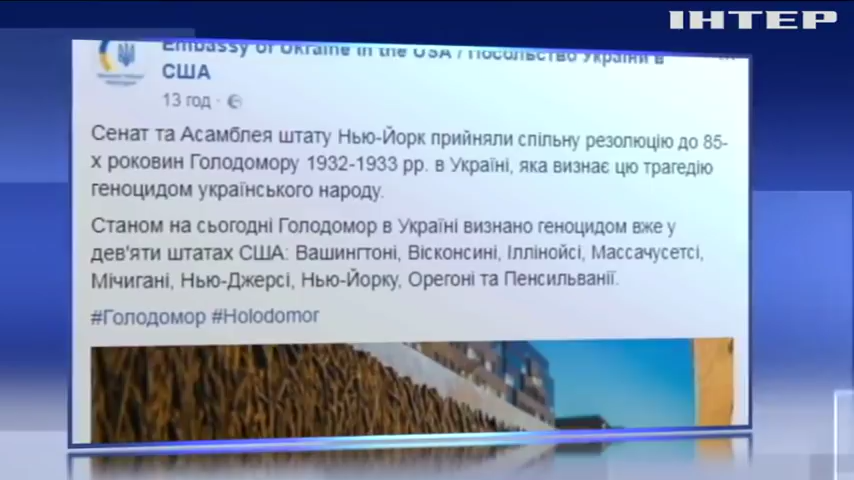 ІНТЕР
Embassy of Ukraine in the USA / Посольство України в
США
13 год ·
Сенат та Асамблея штату Нью-Йорк прийняли спільну резолюцію до 85-
х роковин Голодомору 1932-1933 рр. в Україні, яка визнає цю трагедію
геноцидом українського народу.
Станом на сьогодні Голодомор в Україні визнано геноцидом вже у
дев'яти штатах США: Вашингтоні, Вісконсині, Іллінойсі, Массачусетсі,
Мічигані, Нью-Джерсі, Нью-Йорку, Орегоні та Пенсильванії.
#Голодомор #Holodomor